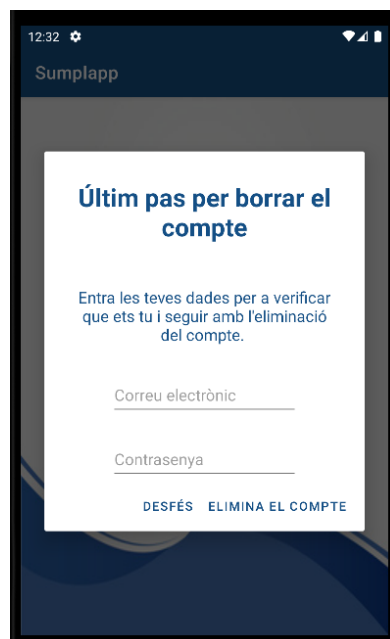 12:32
Sumplapp
Últim pas per borrar el
compte
Entra les teves dades per a verificar
que ets tu i seguir amb l'eliminació
del compte.
Correu electrònic
Contrasenya
DESFÉS ELIMINA EL COMPTE